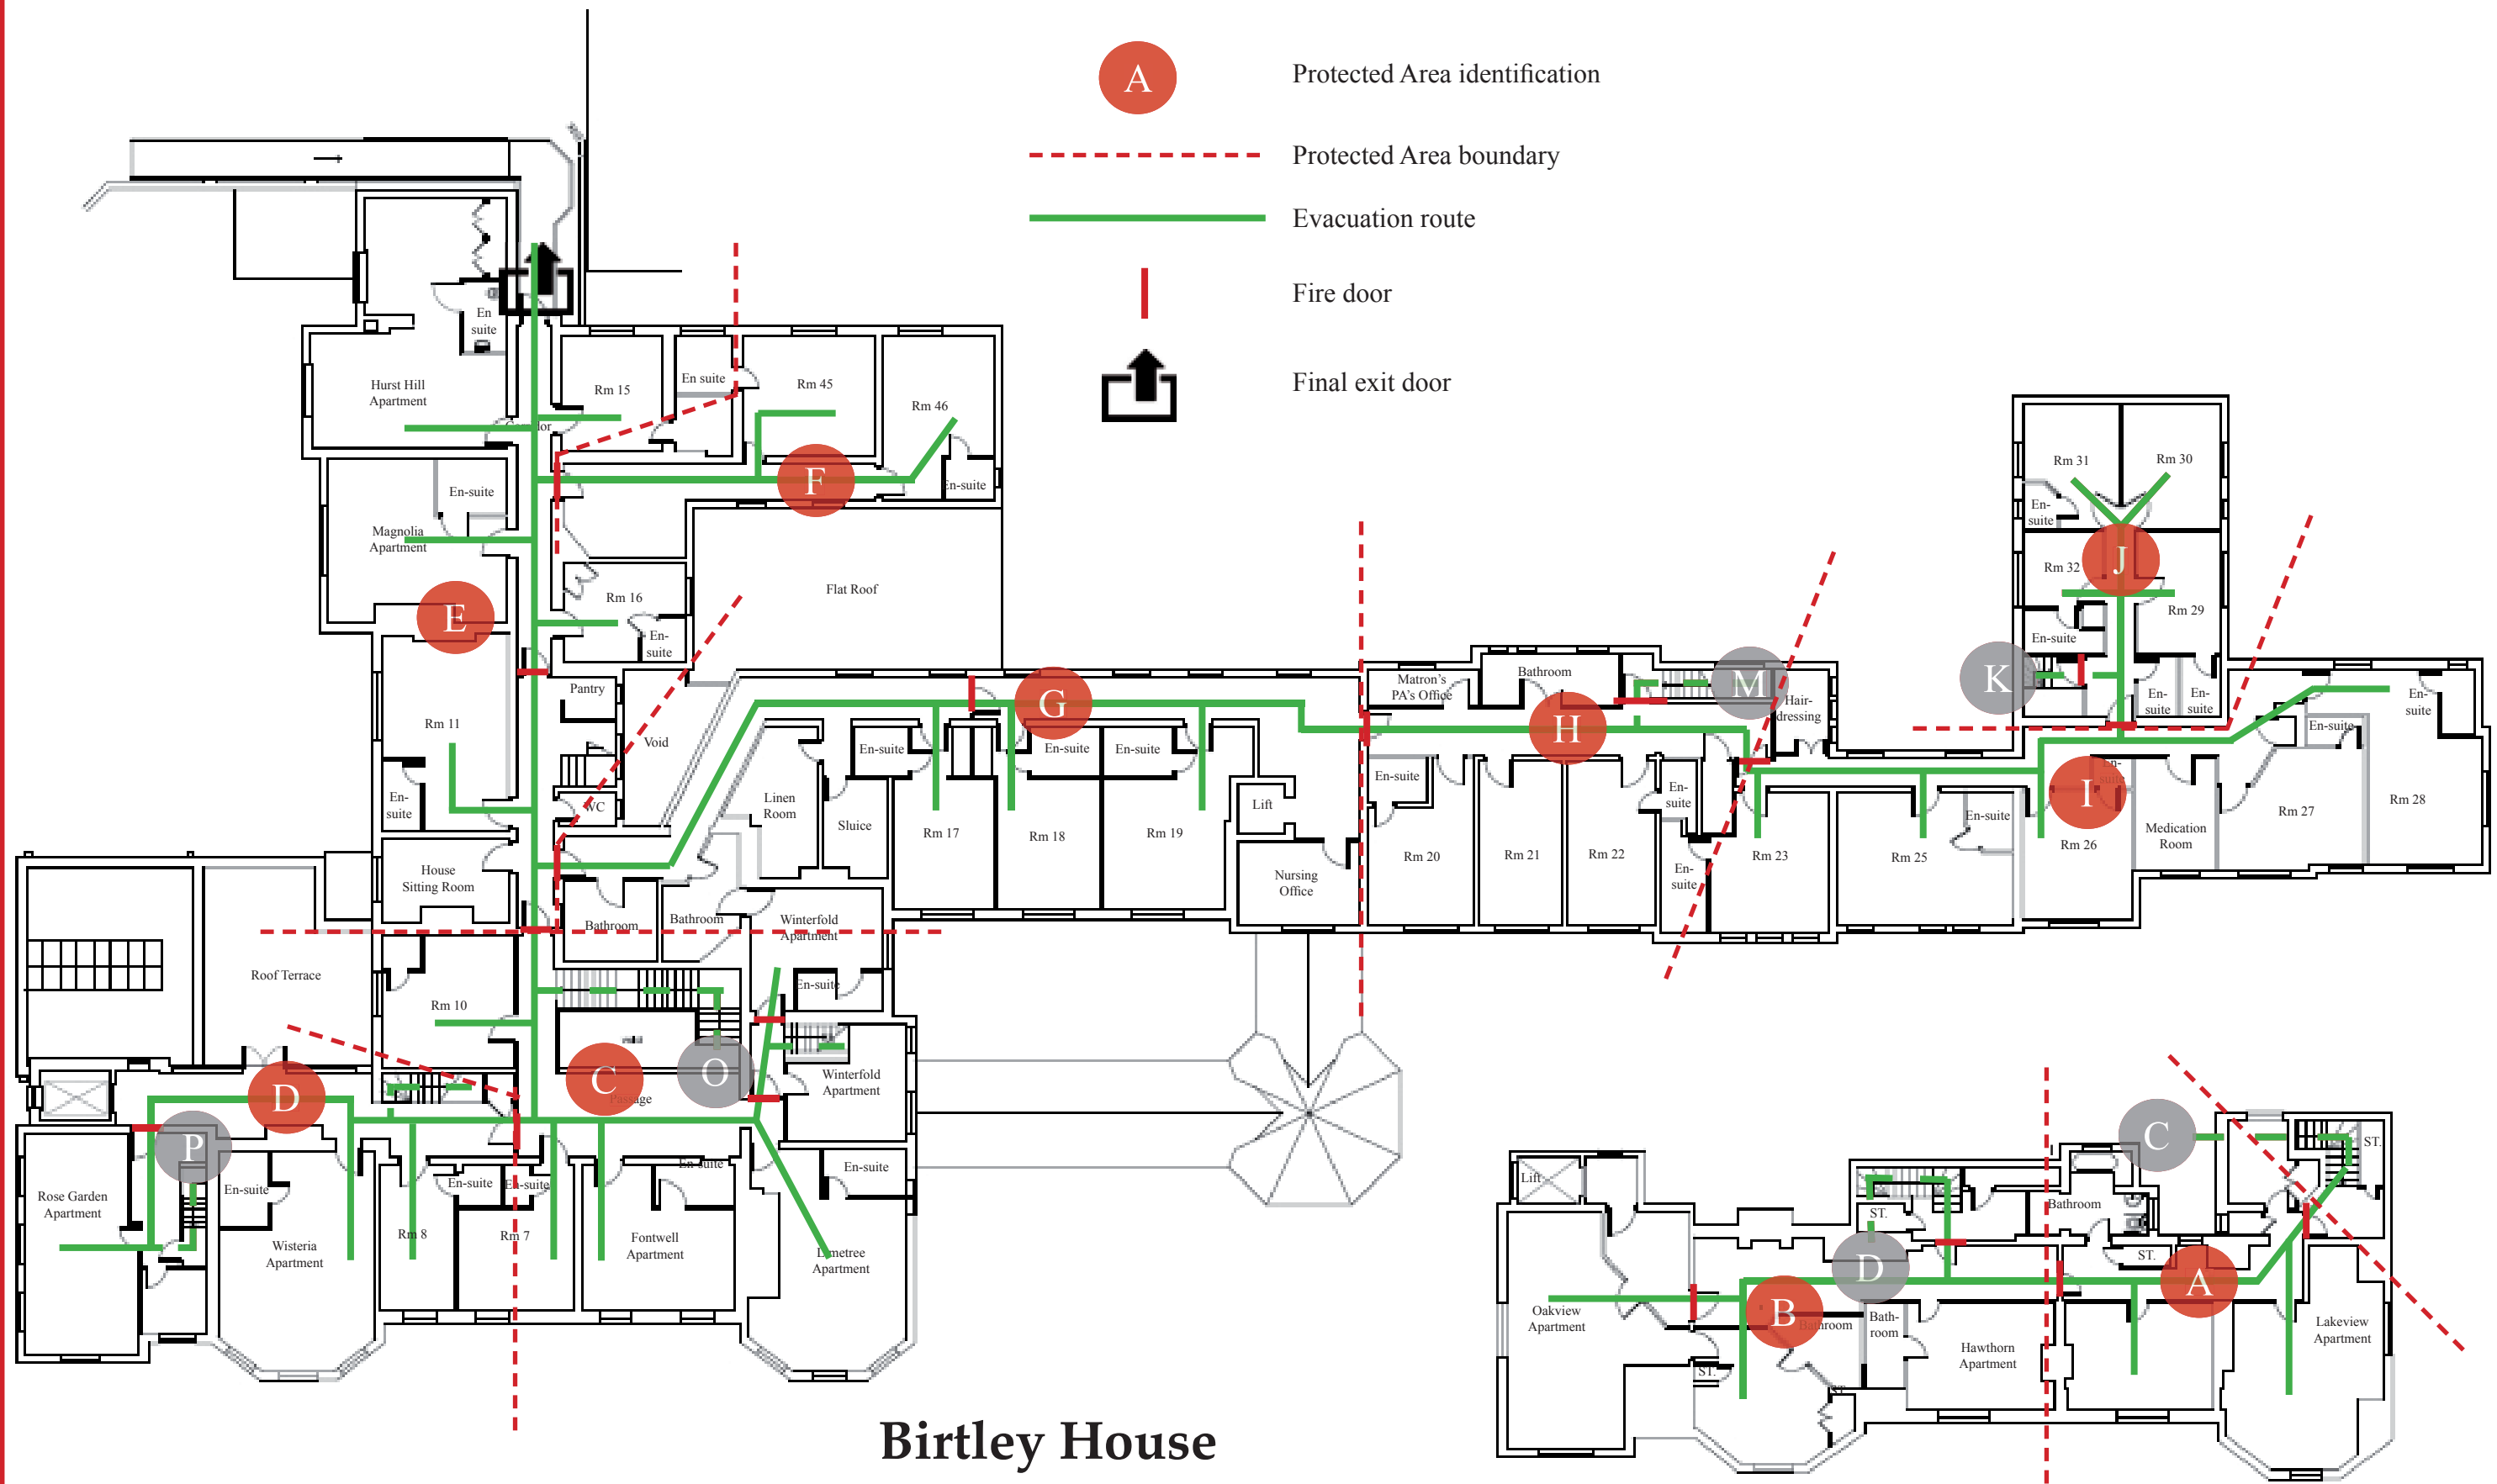 A
Protected Area identification
Protected Area boundary
Evacuation route
Fire door
Final exit door
En
suite
Hurst Hill
Apartment
Rm 15
En suite
Rm 45
Rm 46
En-suite
F
En-suite
Magnolia
Apartment
E
Rm 16
En-
suite
Flat Roof
Pantry
Void
Rm 11
En-
suite
WC
House
Sitting Room
Bathroom
Bathroom
Linen
Room
Sluice
En-suite
Rm 17
G
En-suite
Rm 18
En-suite
Rm 19
Lift
Nursing
Office
Winterfold
Apartment
En-suite
Matron's
PA's Office
Bathroom
M
Hair-
dressing
H
En-suite
Rm 20
Rm 21
Rm 22
En-
suite
En-
suite
Rm 23
Rm 25
En-suite
En-
suite
I
Rm 26
Medication
Room
Rm 27
En-suite
En-
suite
Rm 28
Rm 31
Rm 30
En-
suite
J
Rm 32
Rm 29
En-suite
K
En-
suite
En-
suite
Roof Terrace
Rm 10
D
C
Passage
O
Winterfold
Apartment
P
Rose Garden
Apartment
En-suite
Wisteria
Apartment
Rm 8
En-suite
En-suite
Rm 7
En-suite
Fontwell
Apartment
Limetree
Apartment
En-suite
C
ST.
Lift
ST.
Bathroom
ST.
D
A
B
Oakview
Apartment
Bathroom
Bath-
room
Hawthorn
Apartment
Lakeview
Apartment
ST.
ST.
Birtley House